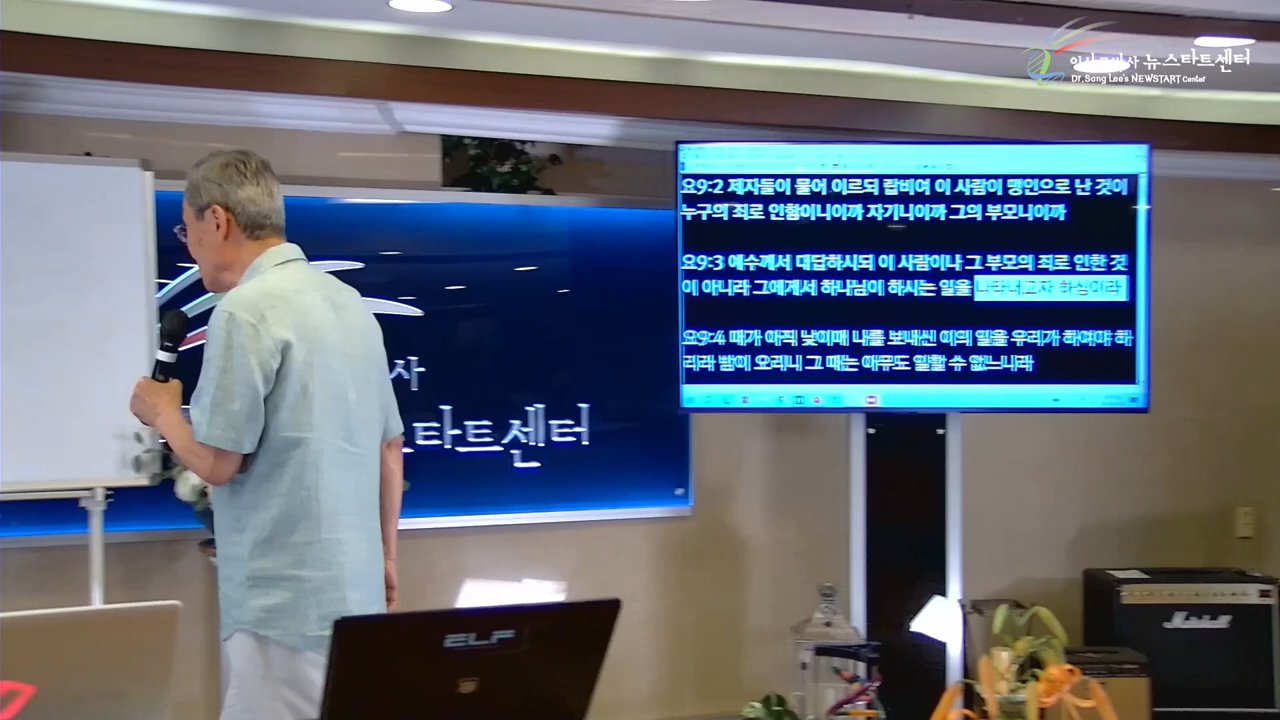 뉴스타트센터
Dr. Sang Lee's NEWSTART Center
요9:2 제자들이 물어 이르되 랍비여 이 사람이 맹인으로 난 것이
누구의 죄로 인함이니이까 자기니이까 그의 부모니이까
요9:3 예수께서 대답하시되 이 사람이나 그 부모의 죄로 인한 것
이 아니라 그에게서 하나님이 하시는 일을 나타내고자 하심이라
요9:4 때가 아직 낮이매 나를 보내신 이의 일을 우리가 하여야 하
리라 밤이 오리니 그 때는 아무도 일할 수 없느니라
사
스타트센터
ELF
Marshall